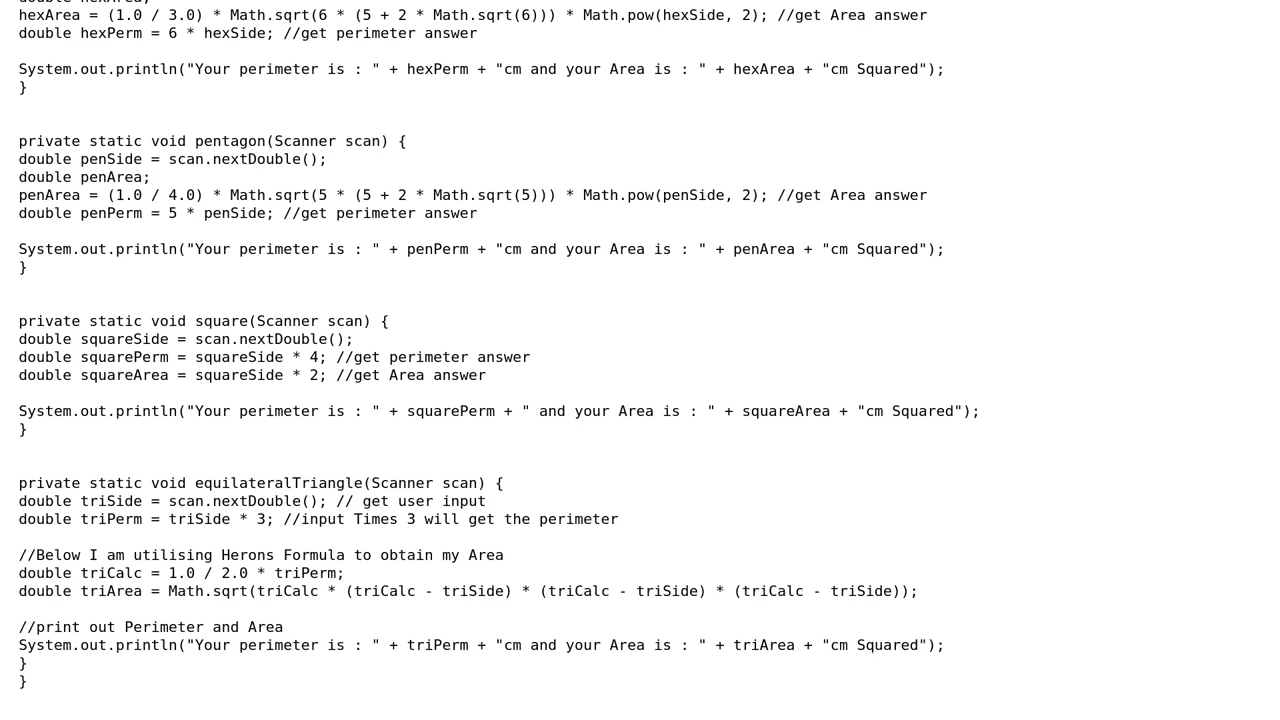 double hexArea;
hexArea = (1.0 / 3.0) * Math.sqrt(6 * (5 + 2 * Math.sqrt(6))) * Math.pow(hexSide, 2); //get Area answer
double hexPerm = 6 * hexSide; //get perimeter answer
System.out.println("Your perimeter is : " + hexPerm + "cm and your Area is : " + hexArea + "cm Squared");
}
private static void pentagon(Scanner scan) {
double penSide = scan.nextDouble();
double penArea;
penArea = (1.0 / 4.0) * Math.sqrt(5 * (5 + 2 * Math.sqrt(5))) * Math.pow(penSide, 2); //get Area answer
double penPerm = 5 * penSide; //get perimeter answer
System.out.println("Your perimeter is : " + penPerm + "cm and your Area is : " + penArea + "cm Squared");
}
private static void square(Scanner scan) {
double squareSide = scan.nextDouble();
double squarePerm = squareSide * 4; //get perimeter answer
double squareArea = squareSide * 2; //get Area answer
System.out.println("Your perimeter is : " + squarePerm + " and your Area is : " + squareArea + "cm Squared");
}
private static void equilateralTriangle(Scanner scan) {
double triSide = scan.nextDouble(); // get user input
double triPerm = triSide * 3; //input Times 3 will get the perimeter
//Below I am utilising Herons Formula to obtain my Area
double triCalc = 1.0 / 2.0 * triPerm;
double triArea = Math.sqrt(triCalc * (triCalc - triSide) * (triCalc - triSide) * (triCalc - triSide));
//print out Perimeter and Area
System.out.println("Your perimeter is : " + triPerm + "cm and your Area is : " + triArea + "cm Squared");
}
}